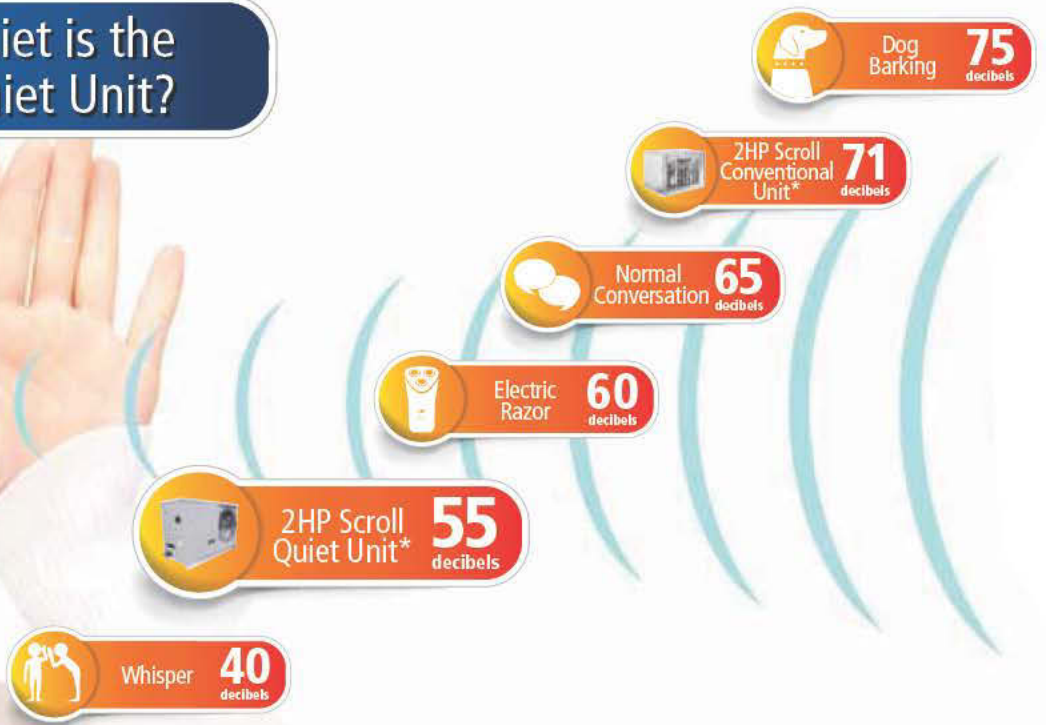 iet is the
iet Unit?
Dog
Barking
75
decibels
2HP Scroll
Conventional
Unit*
71
decibels
Normal
Conversation
65
decibels
Electric
Razor
60
decibels
2HP Scroll
Quiet Unit*
55
decibels
Whisper
40
decibels